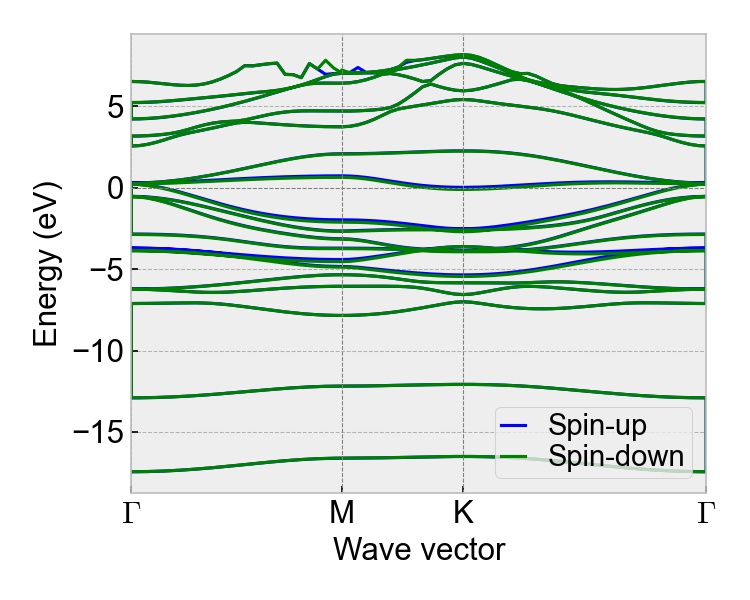 5
0
−5
−10
−15
Energy (eV)
Spin-up
Spin-down
Γ M K Γ
Wave vector